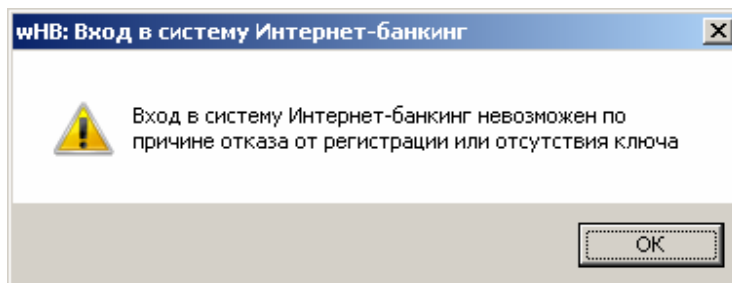 wHB: Вход в систему Интернет-банкинг
Вход в систему Интернет-банкинг невозможен по
причине отказа от регистрации или отсутствия ключа
OK